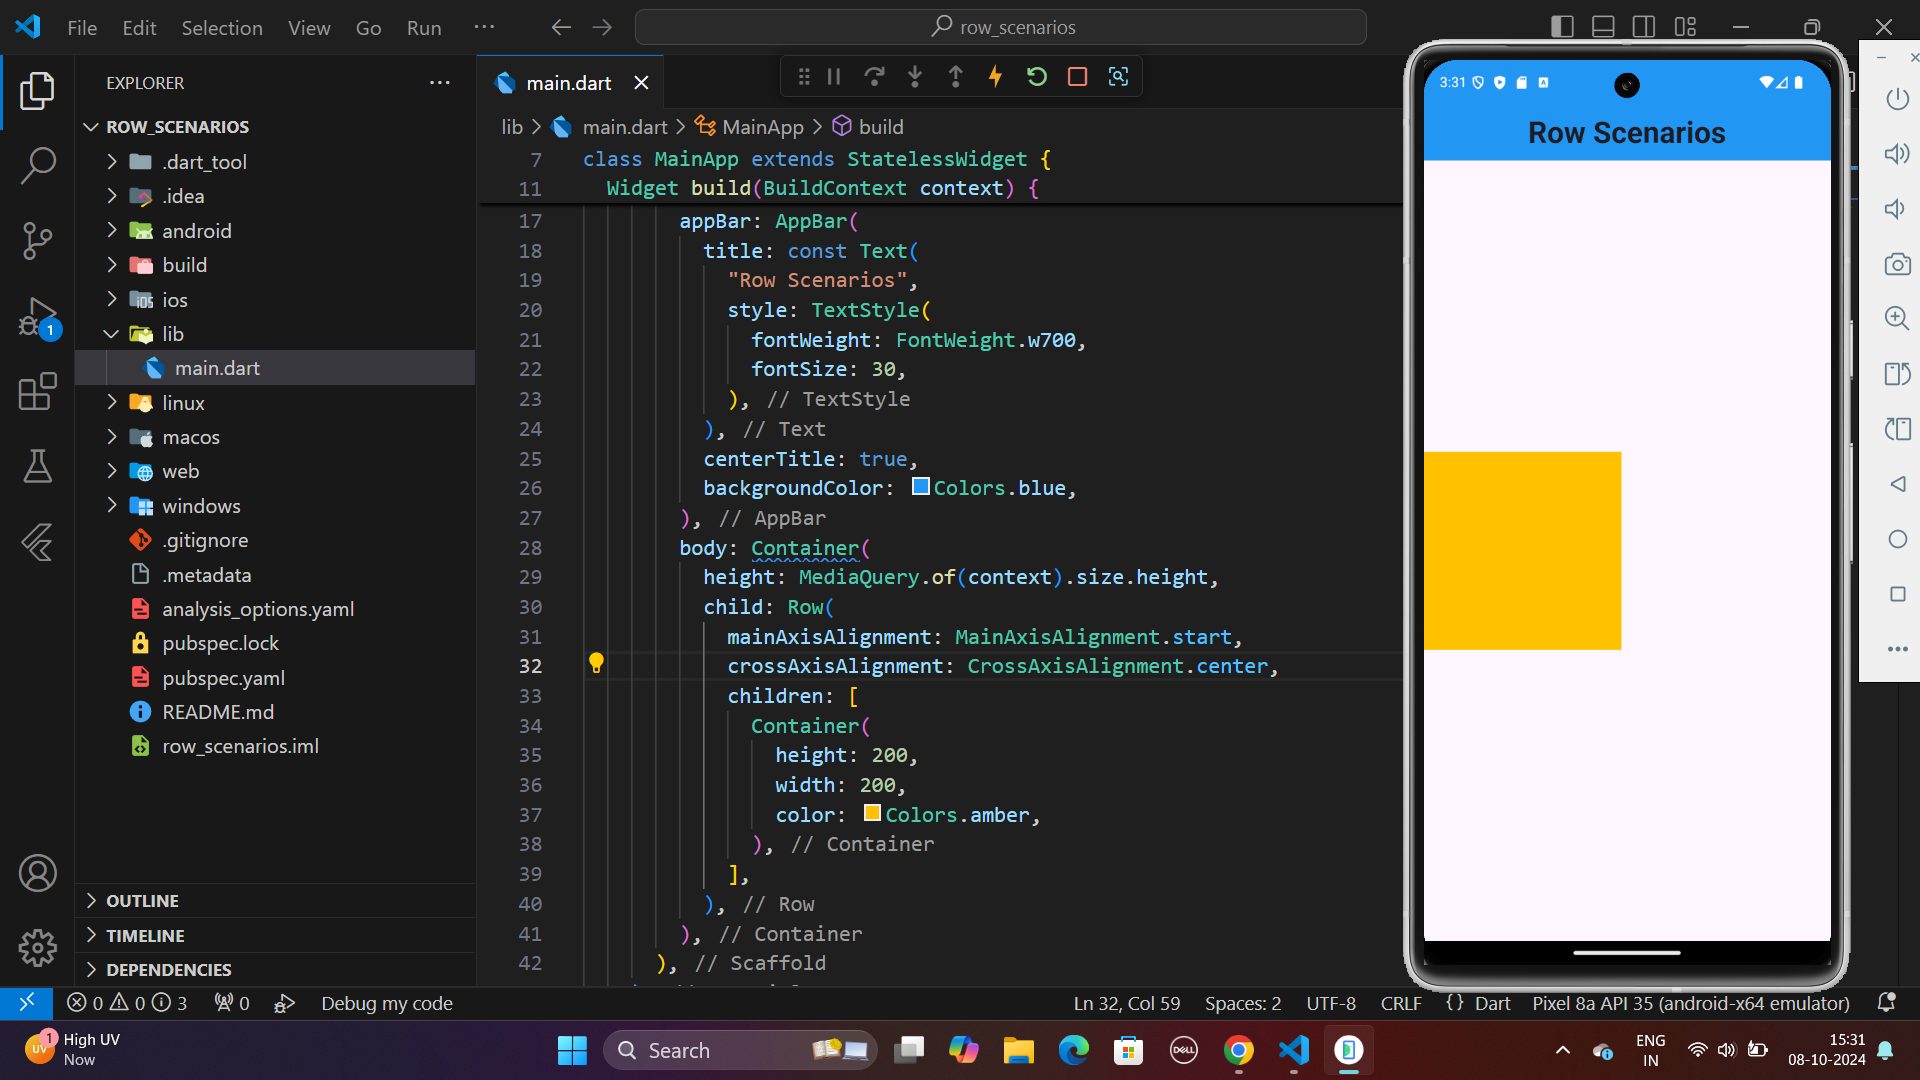 File Edit Selection View Go Run ··· row_scenarios
EXPLORER
ROW_SCENARIOS
.dart_tool
.idea
android
build
ios
lib
main.dart
linux
macos
web
windows
.gitignore
.metadata
analysis_options.yaml
pubspec.lock
pubspec.yaml
README.md
row_scenarios.iml
OUTLINE
TIMELINE
DEPENDENCIES
1
main.dart
lib > main.dart > MainApp > build
7 class MainApp extends StatelessWidget {
11 Widget build(BuildContext context) {
17 appBar: AppBar(
18 title: const Text(
19 "Row Scenarios",
20 style: TextStyle(
21 fontWeight: FontWeight.w700,
22 fontSize: 30,
23 ), // TextStyle
24 ), // Text
25 centerTitle: true,
26 backgroundColor: Colors.blue,
27 ), // AppBar
28 body: Container(
29 height: MediaQuery.of(context).size.height,
30 child: Row(
31 mainAxisAlignment: MainAxisAlignment.start,
32 crossAxisAlignment: CrossAxisAlignment.center,
33 children: [
34 Container(
35 height: 200,
36 width: 200,
37 color: Colors.amber,
38 ), // Container
39 ],
40 ), // Row
41 ), // Container
42 ), // Scaffold
3:31
Row Scenarios
0 0 3 0 Debug my code Ln 32, Col 59 Spaces: 2 UTF-8 CRLF {} Dart Pixel 8a API 35 (android-x64 emulator)
UV 1 High UV
Now
Search
DELL
ENG
IN
15:31
08-10-2024